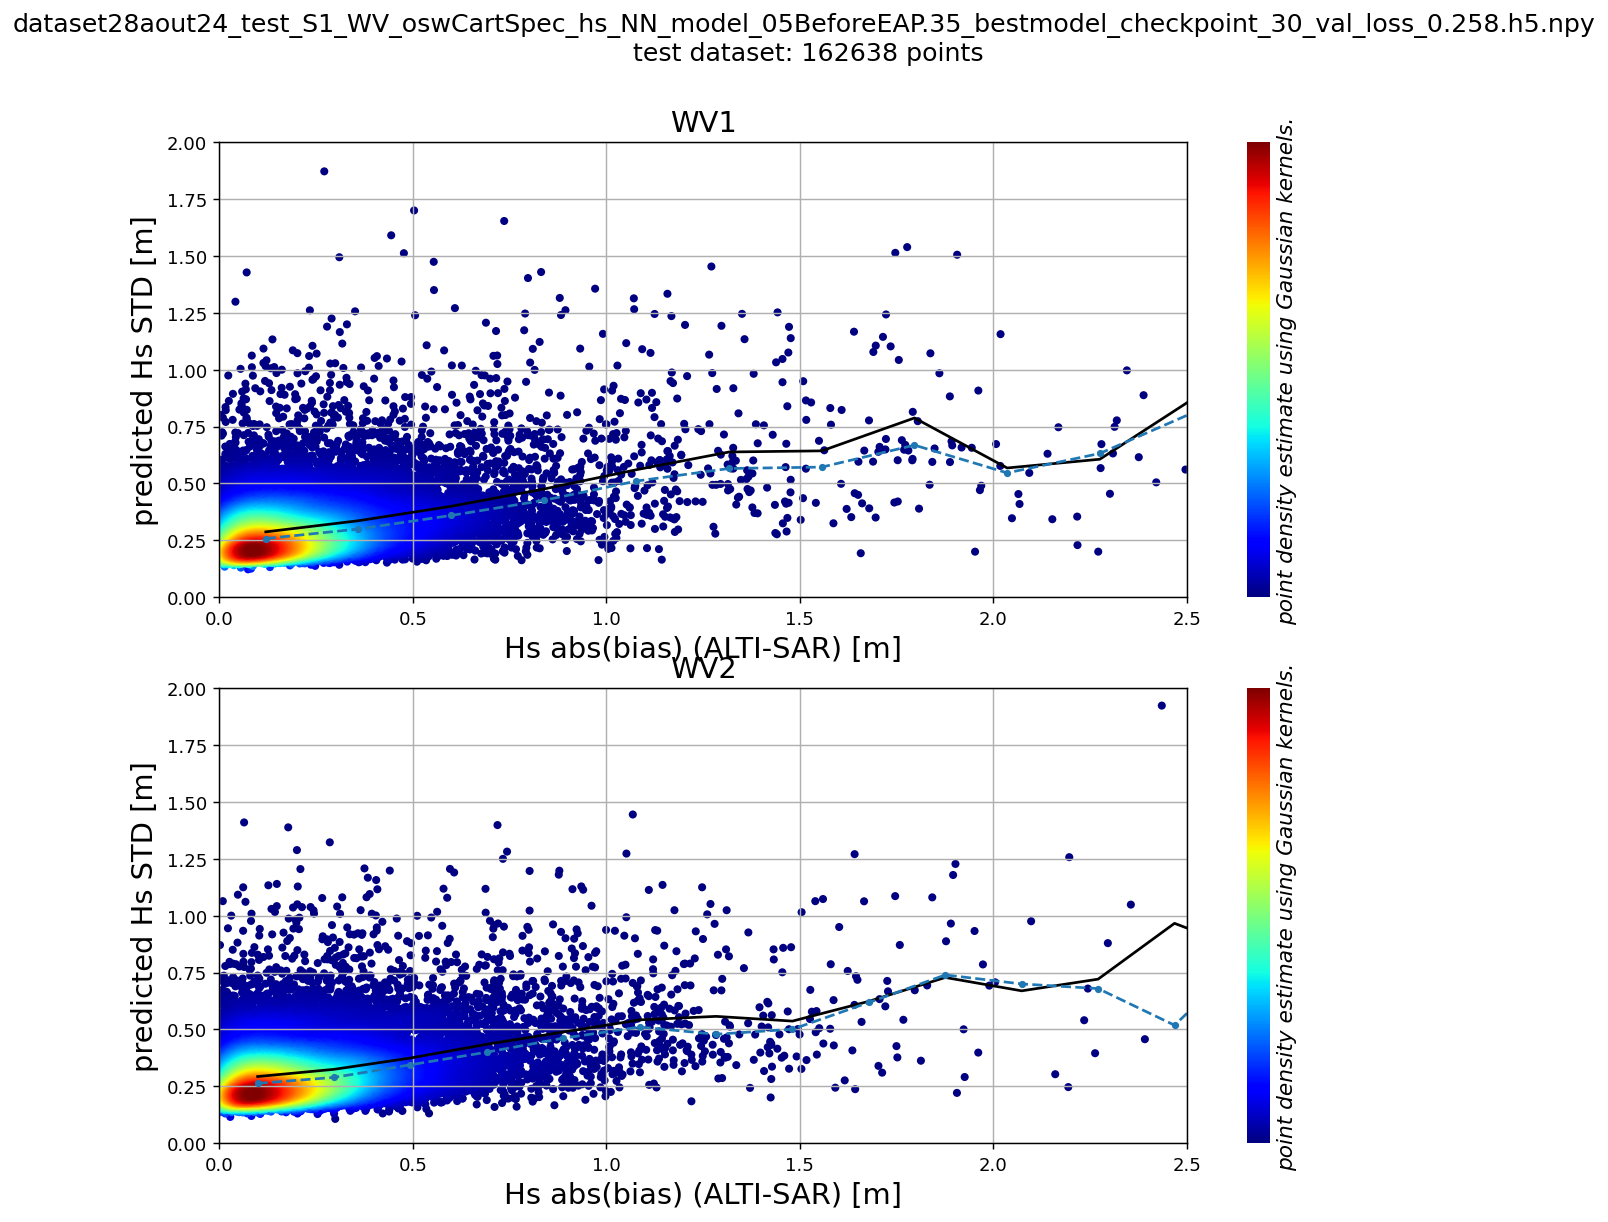 dataset28aout24_test_S1_WV_oswCartSpec_hs_NN_model_05BeforeEAP.35_bestmodel_checkpoint_30_val_loss_0.258.h5.npy
test dataset: 162638 points
WV1
2.00
1.75
1.50
1.25
1.00
0.75
0.50
0.25
0.00
predicted Hs STD [m]
0.0 0.5 1.0 1.5 2.0 2.5
Hs abs(bias) (ALTI-SAR) [m]
point density estimate using Gaussian kernels.
WV2
2.00
1.75
1.50
1.25
1.00
0.75
0.50
0.25
0.00
predicted Hs STD [m]
0.0 0.5 1.0 1.5 2.0 2.5
Hs abs(bias) (ALTI-SAR) [m]
point density estimate using Gaussian kernels.